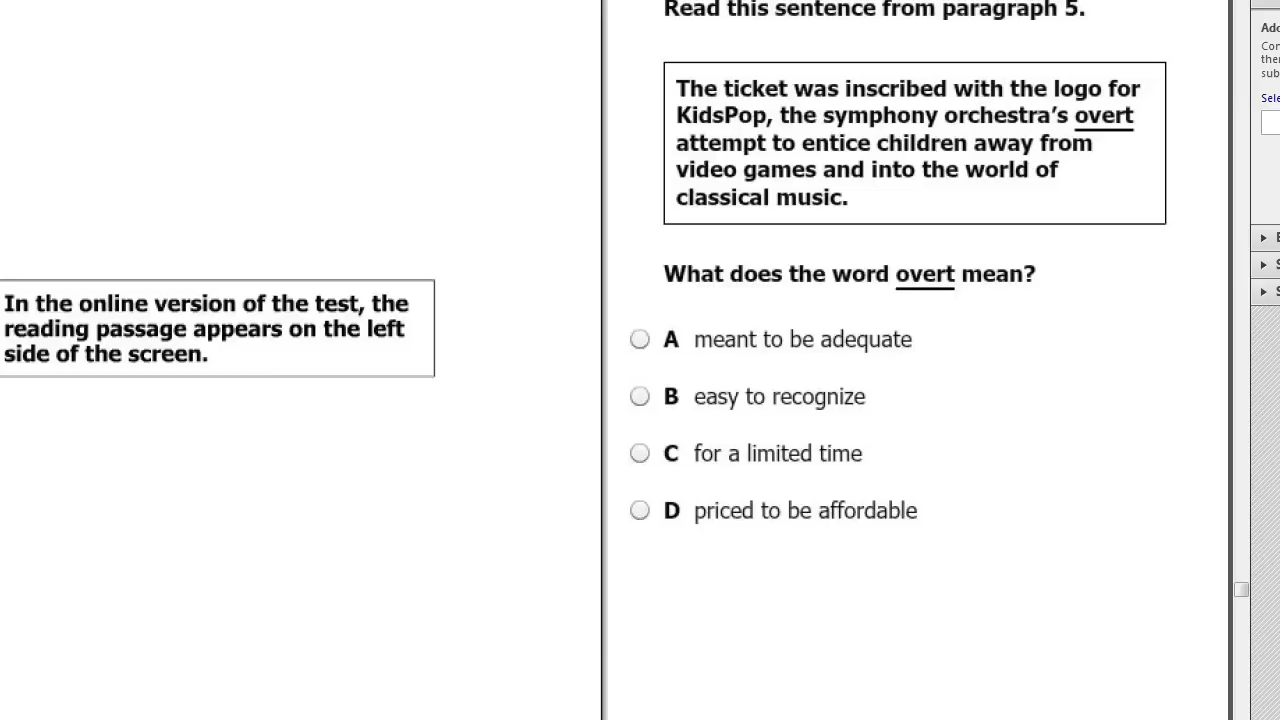 Read this sentence from paragraph 5.
The ticket was inscribed with the logo for
KidsPop, the symphony orchestra's overt
attempt to entice children away from
video games and into the world of
classical music.
What does the word overt mean?
A meant to be adequate
B easy to recognize
C for a limited time
D priced to be affordable
In the online version of the test, the
reading passage appears on the left
side of the screen.